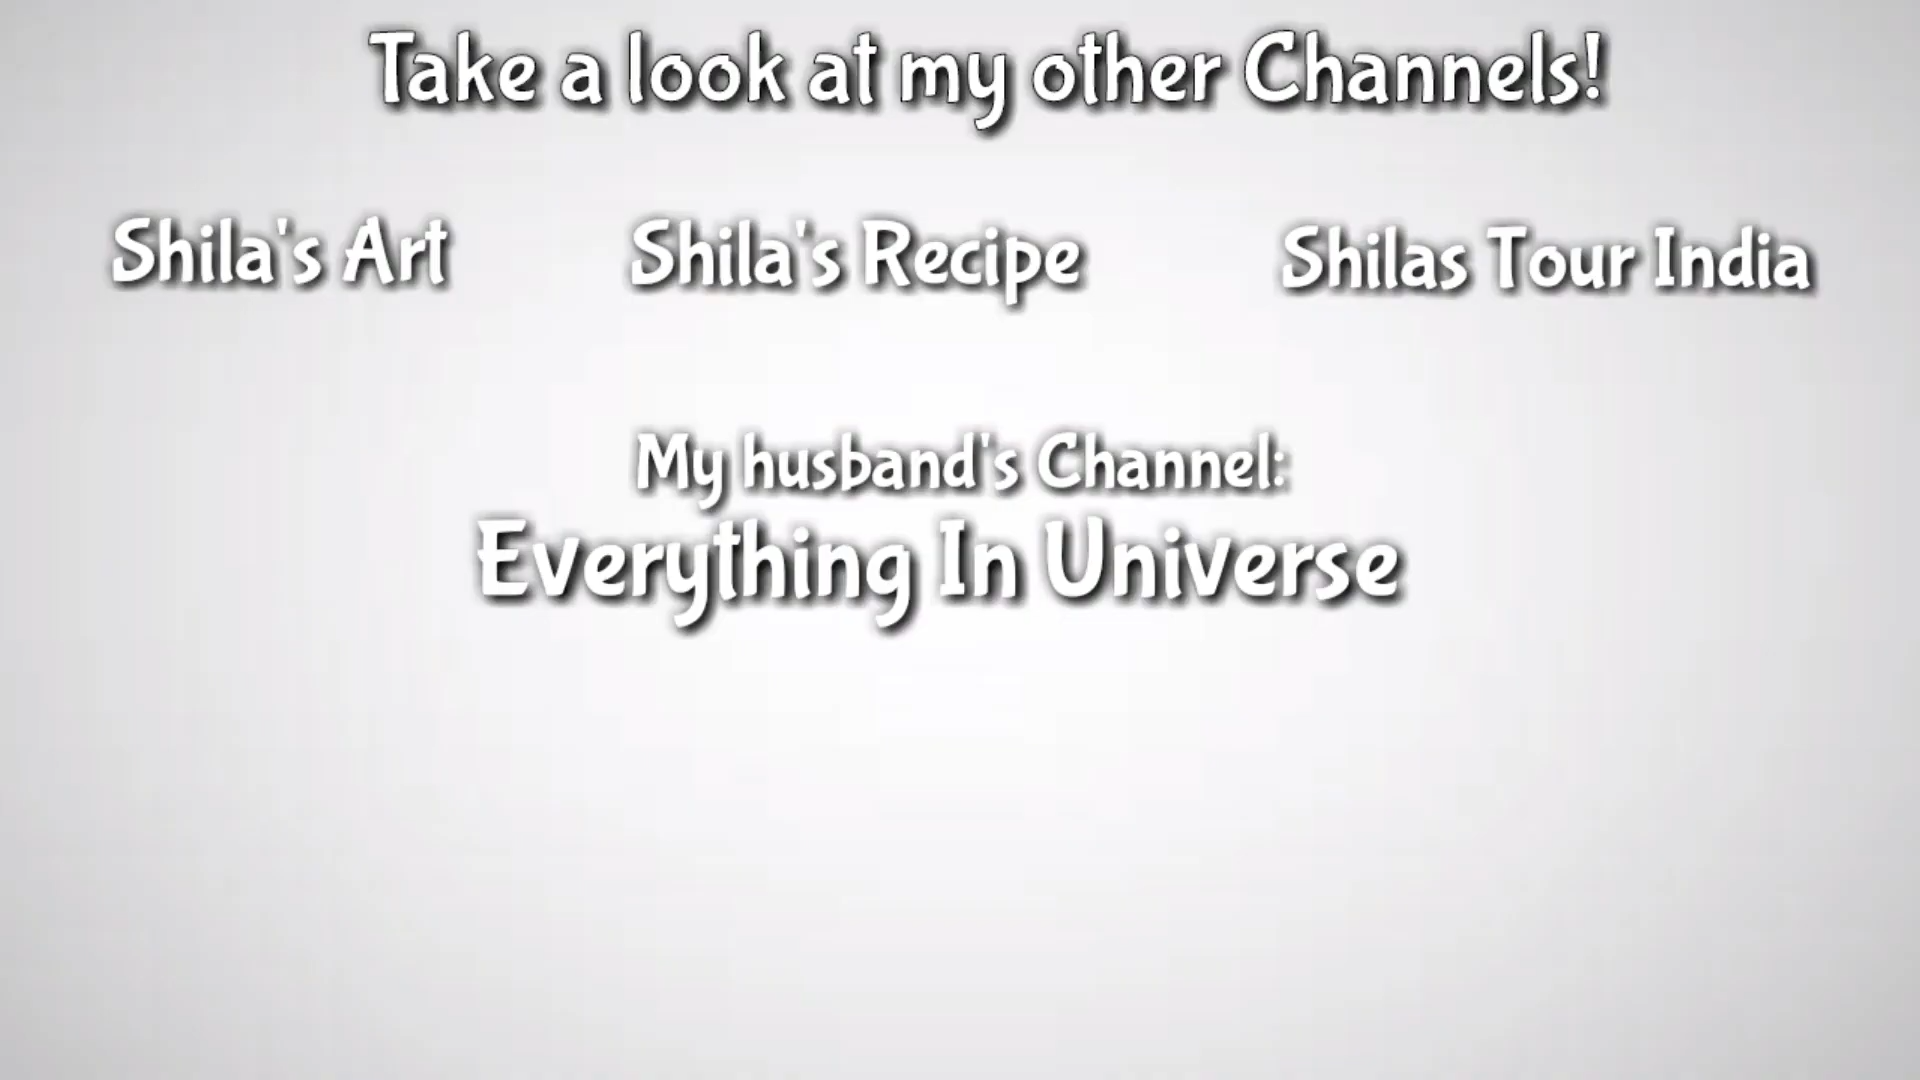 Take a look at my other Channels!
Shila's Art
Shila's Recipe
Shilas Tour India
My husband's Channel:
Everything In Universe